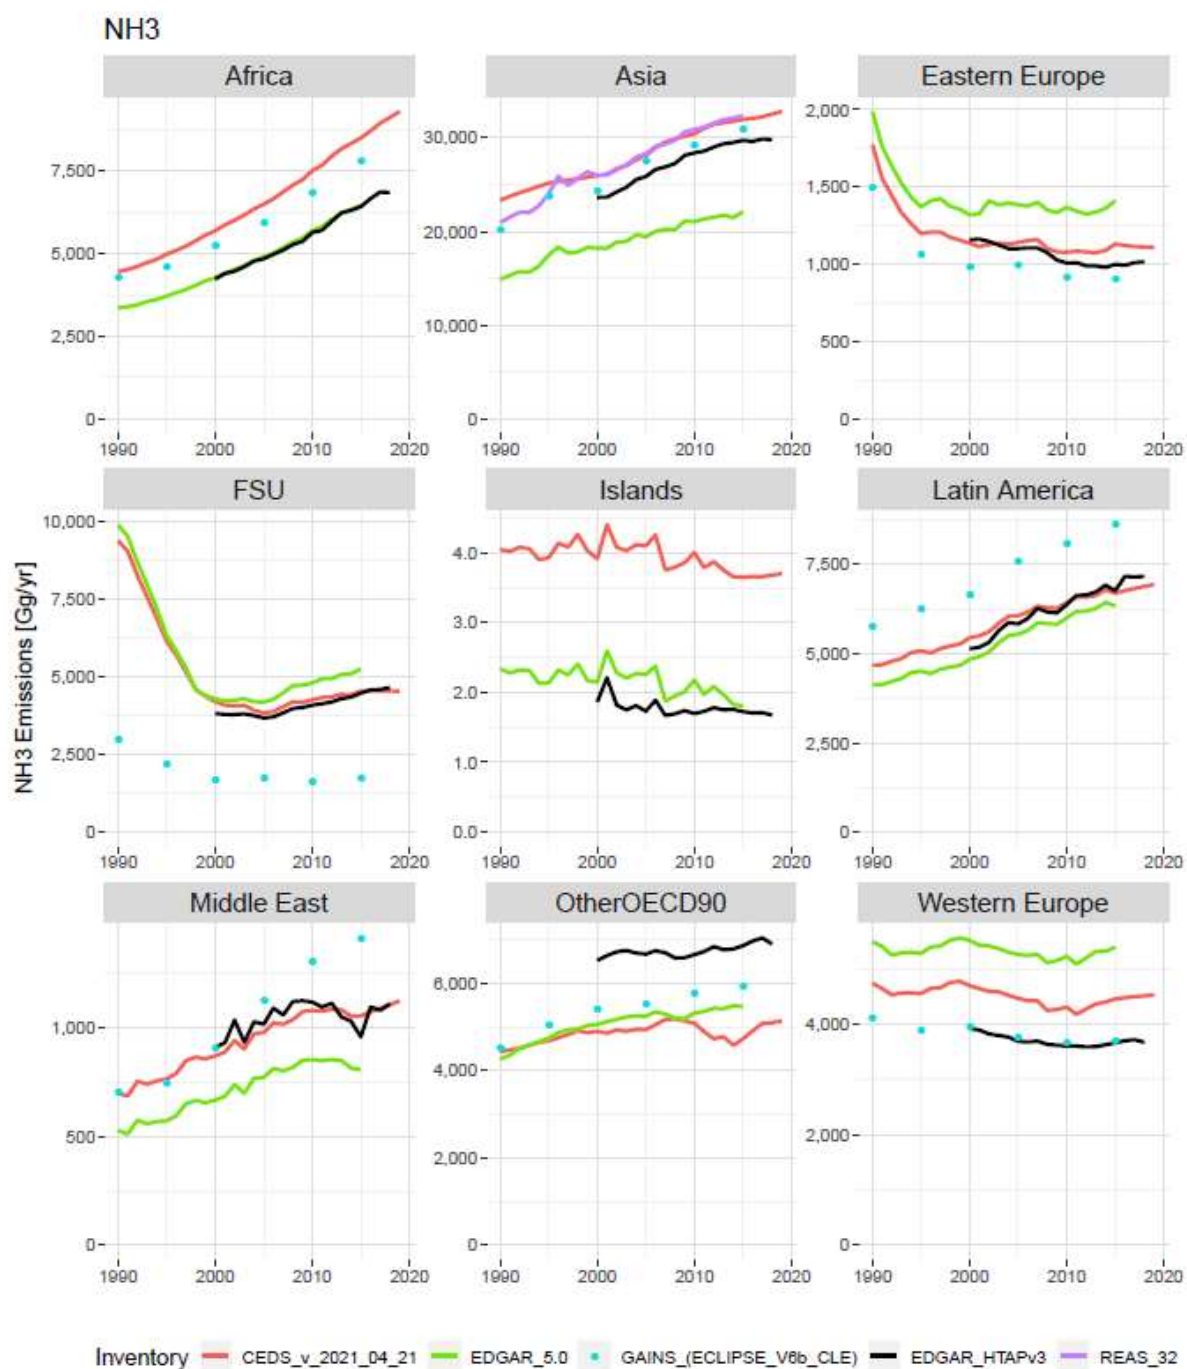 NH3
Africa
Asia
Eastern Europe
7,500
5,000
2,500
0
1990 2000 2010 2020
30,000
20,000
10,000
0
1990 2000 2010 2020
2,000
1,500
1,000
500
0
1990 2000 2010 2020
FSU
Islands
Latin America
NH3 Emissions [Gg/yr]
10,000
7,500
5,000
2,500
0
1990 2000 2010 2020
4.0
3.0
2.0
1.0
0.0
1990 2000 2010 2020
7,500
5,000
2,500
0
1990 2000 2010 2020
Middle East
OtherOECD90
Western Europe
1,000
500
0
1990 2000 2010 2020
6,000
4,000
2,000
0
1990 2000 2010 2020
4,000
2,000
0
1990 2000 2010 2020
Inventory CEDS_v_2021_04_21 EDGAR_5.0 GAINS_(ECLIPSE_V6b_CLE) EDGAR_HTAPv3 REAS_32